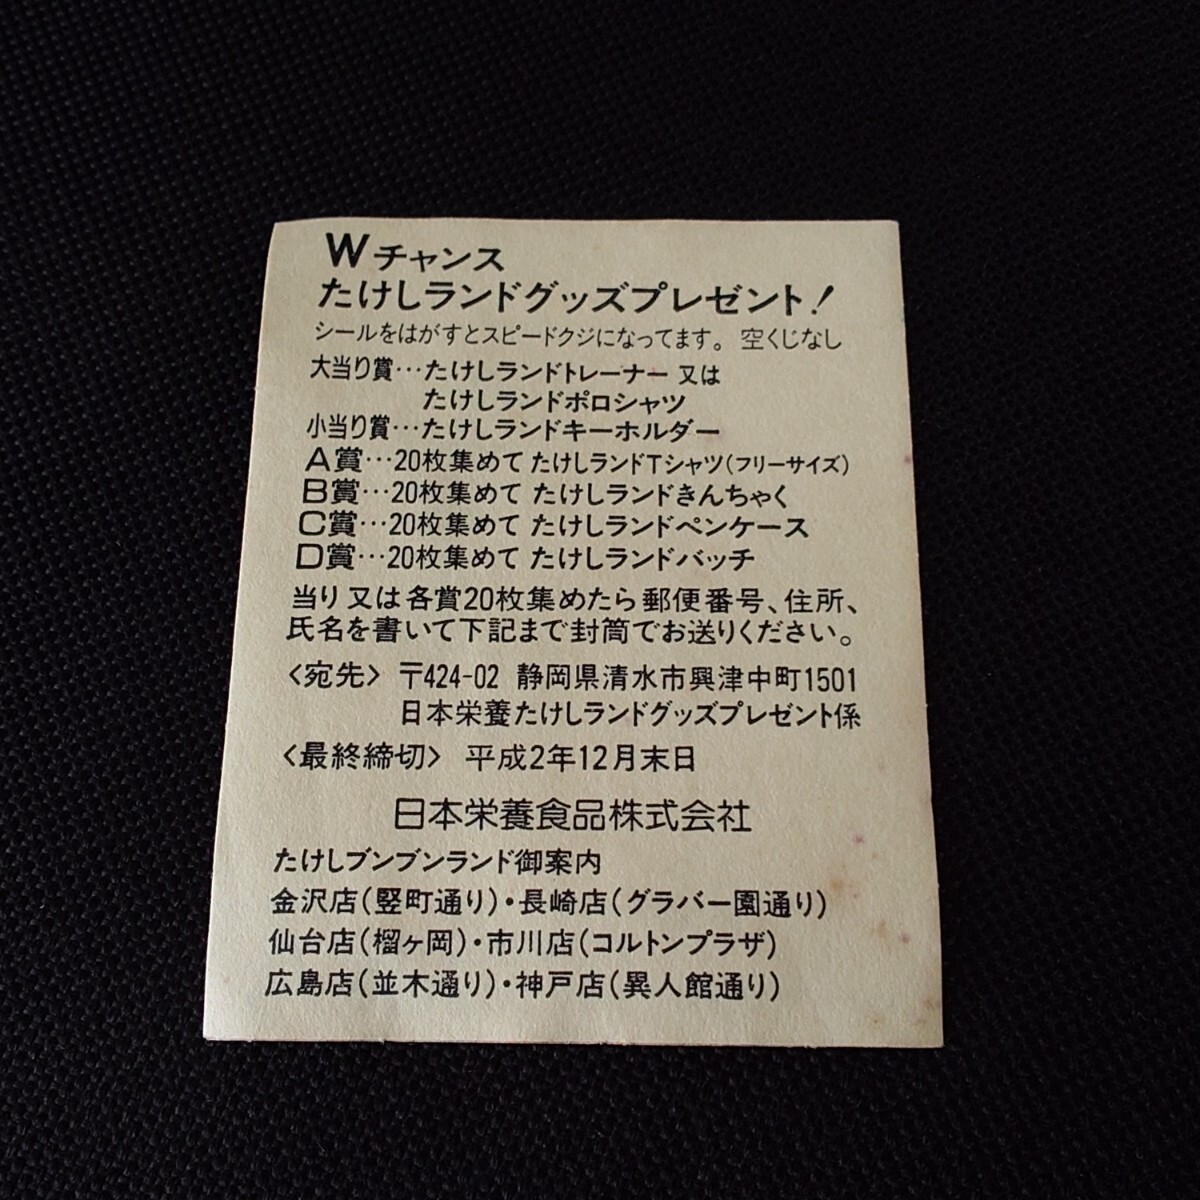 Wチャンス
たけしランドグッズプレゼント!
シールをはがすとスピードクジになってます。空くじなし
大当り賞…たけしランドトレーナー又は
たけしランドポロシャツ
小当り賞…たけしランドキーホルダー
A賞…20枚集めて たけしランドTシャツ(フリーサイズ)
B賞…20枚集めて たけしランドきんちゃく
C賞…20枚集めて たけしランドペンケース
D賞…20枚集めて たけしランドバッチ
当り又は各賞20枚集めたら郵便番号、住所、
氏名を書いて下記まで封筒でお送りください。
<宛先> 〒424-02 静岡県清水市興津中町1501
日本栄養たけしランドグッズプレゼント係
<最終締切> 平成2年12月末日
日本栄養食品株式会社
たけしブンブンランド御案内
金沢店(竪町通り)・長崎店(グラバー園通り)
仙台店(榴ヶ岡)・市川店(コルトンプラザ)
広島店(並木通り)・神戸店(異人館通り)